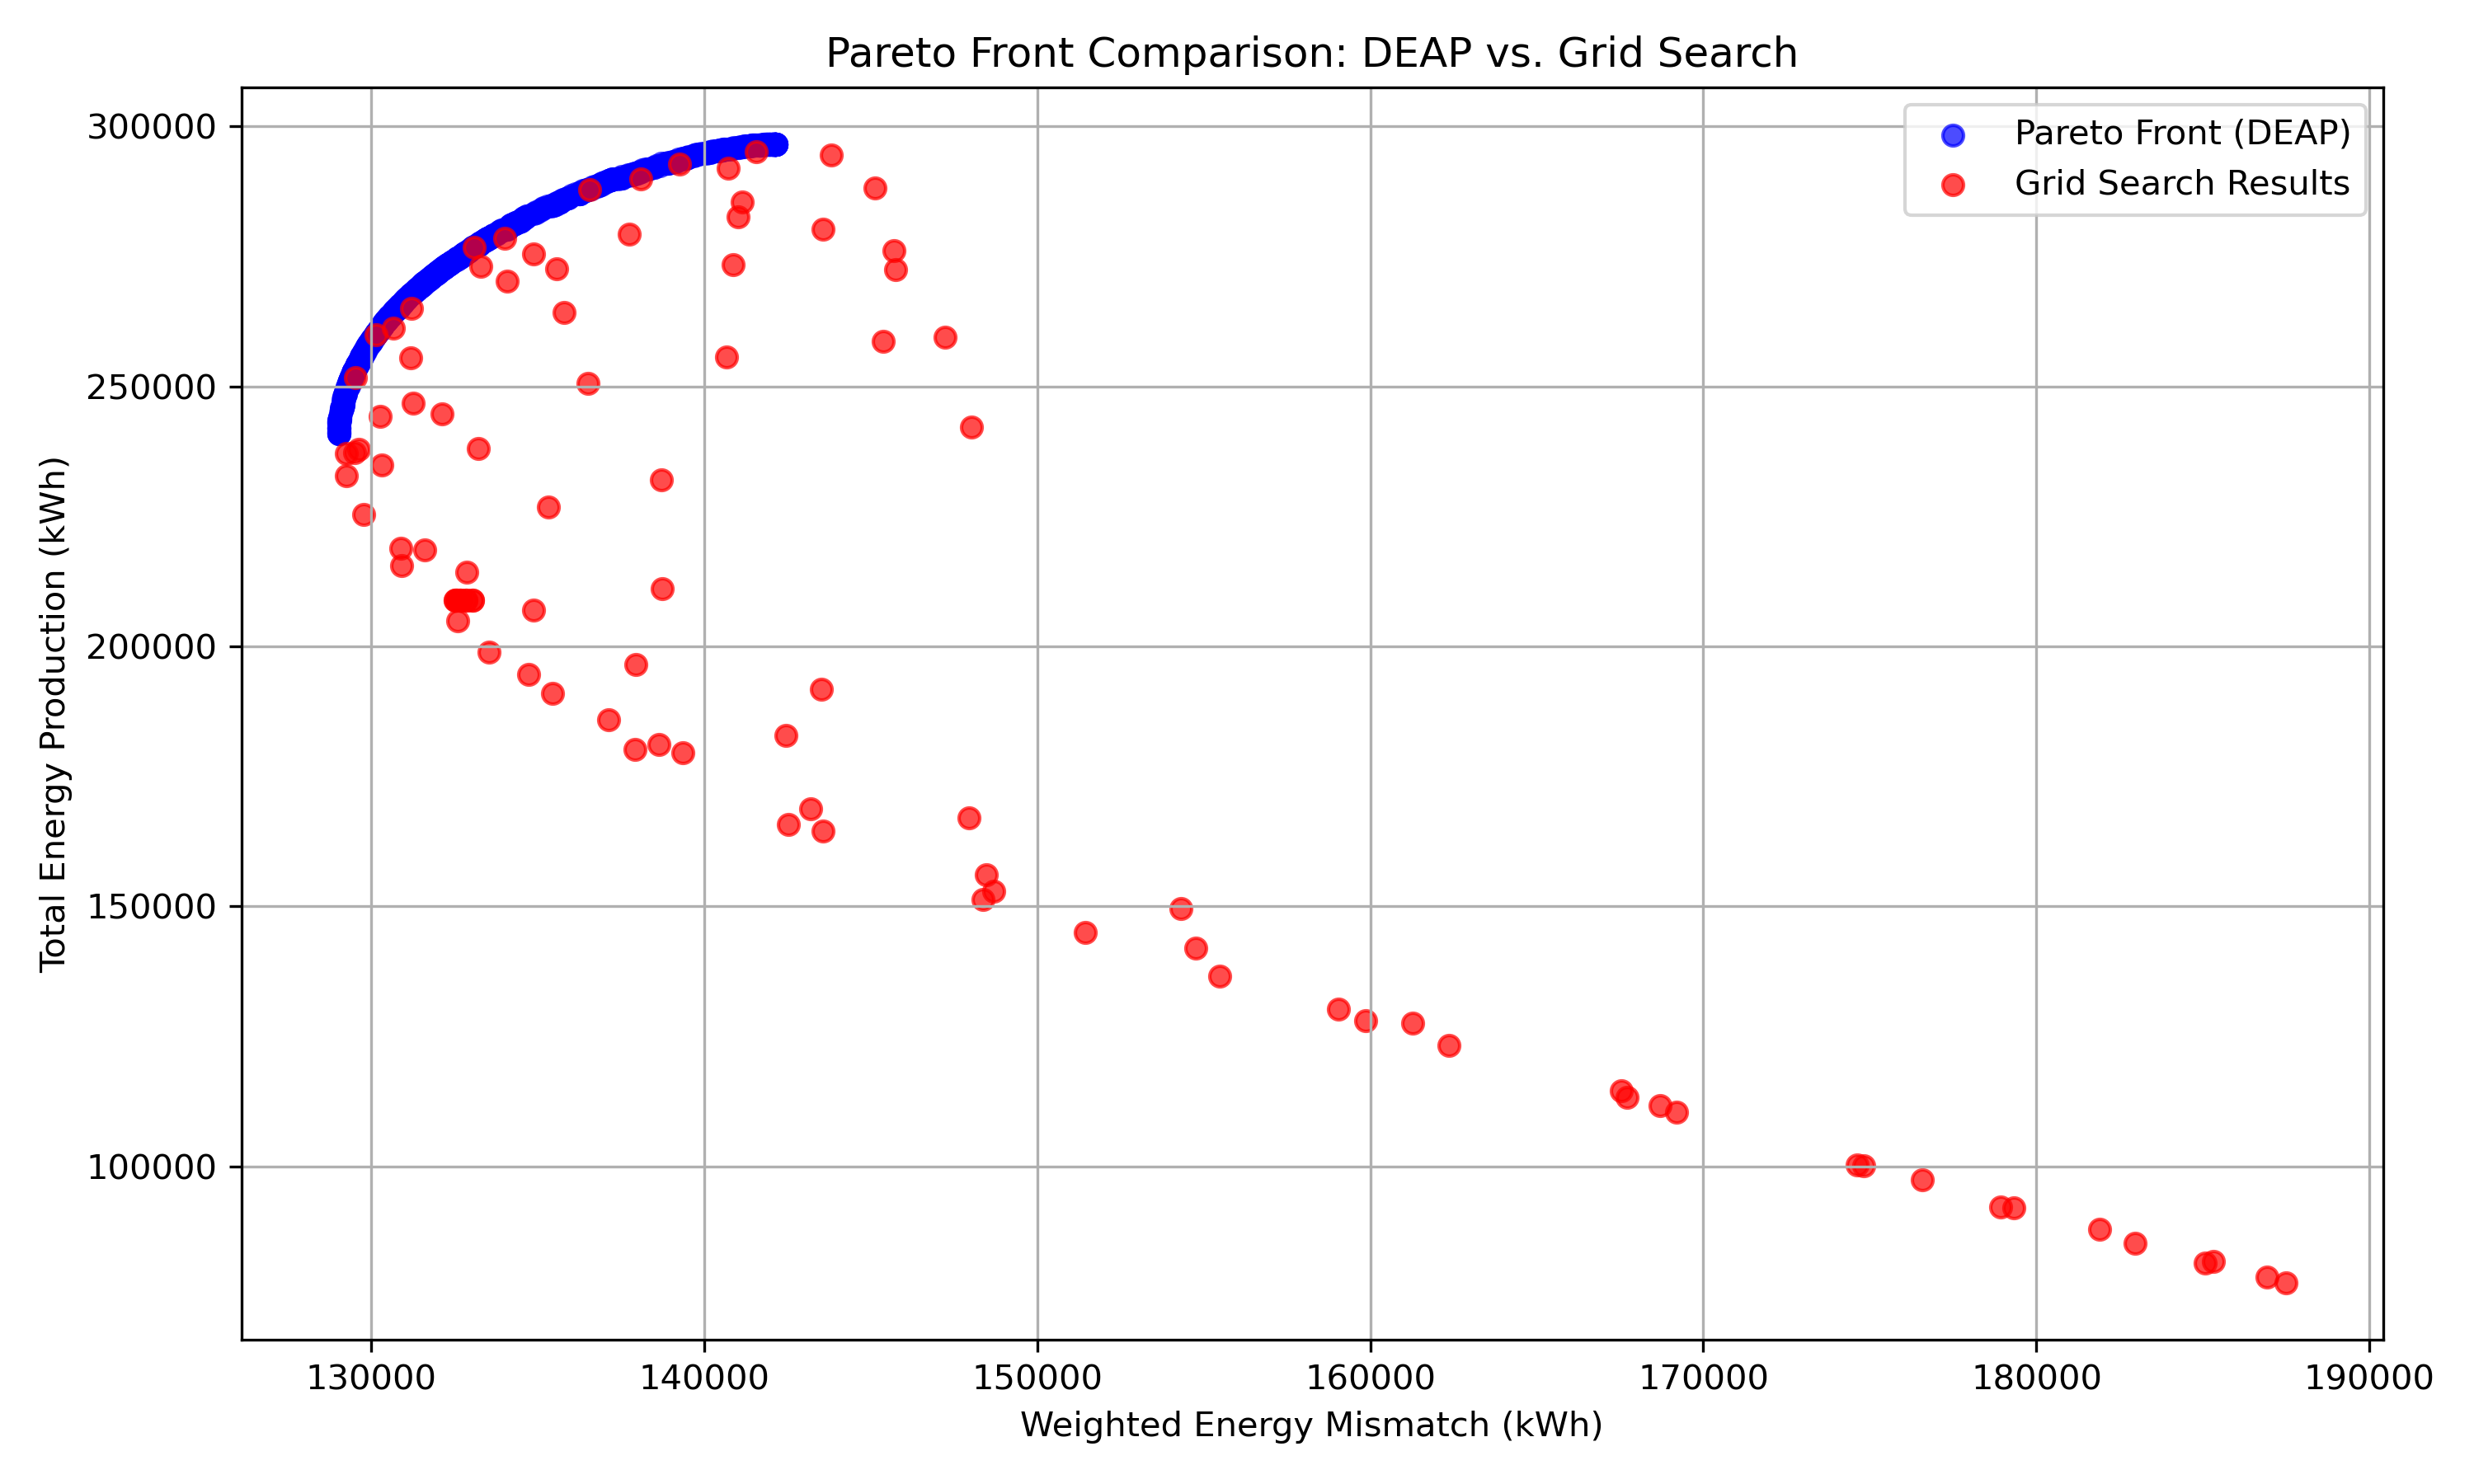 Pareto Front Comparison: DEAP vs. Grid Search
Pareto Front (DEAP)
Grid Search Results
Total Energy Production (kWh)
300000
250000
200000
150000
100000
130000 140000 150000 160000 170000 180000 190000
Weighted Energy Mismatch (kWh)